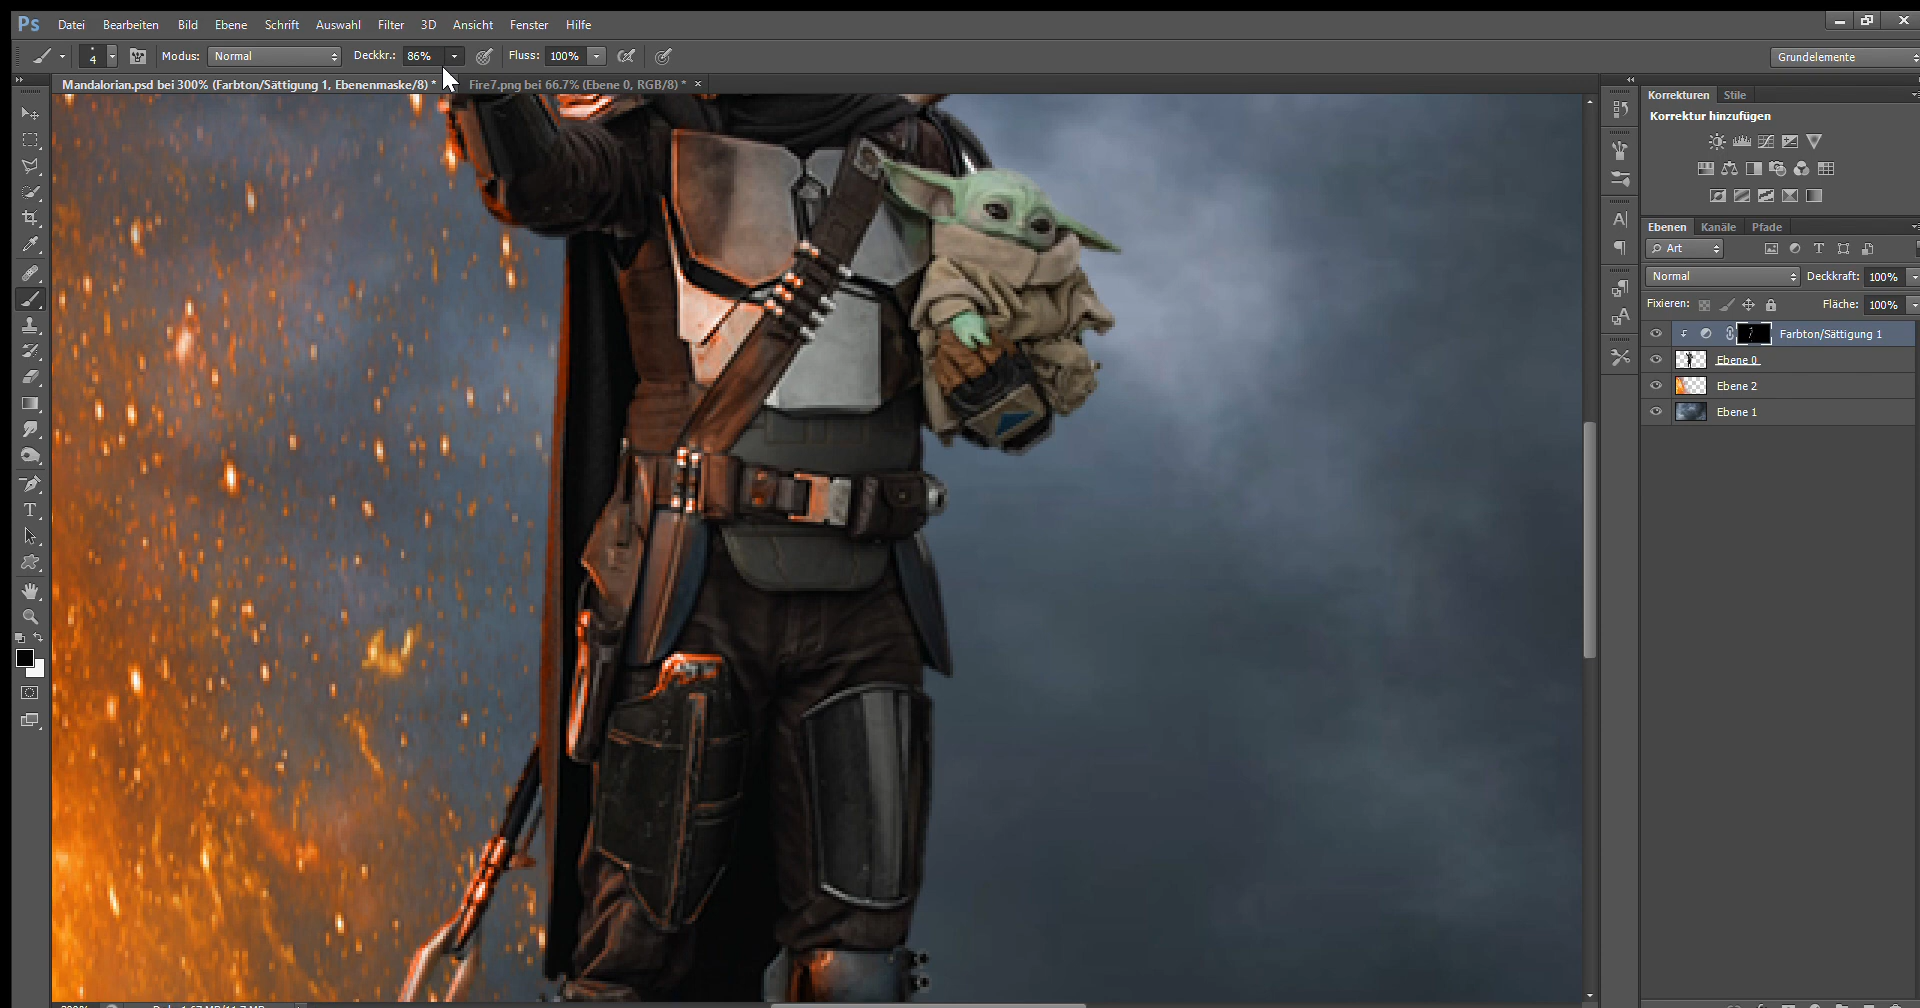 Ps Datei Bearbeiten Bild Ebene Schrift Auswahl Filter 3D Ansicht Fenster Hilfe
4 Modus: Normal Deckkr.: 86% Fluss: 100% Grundelemente
Mandalorian.psd bei 300% (Farbton/Sättigung 1, Ebenenmaske/8) * Fire7.png bei 66.7% (Ebene 0, RGB/8) * ×
Korrekturen Stile
Korrektur hinzufügen
Ebenen Kanäle Pfade
Art
Normal Deckkraft: 100%
Fixieren: Fläche: 100%
Farbton/Sättigung 1
Ebene 0
Ebene 2
Ebene 1